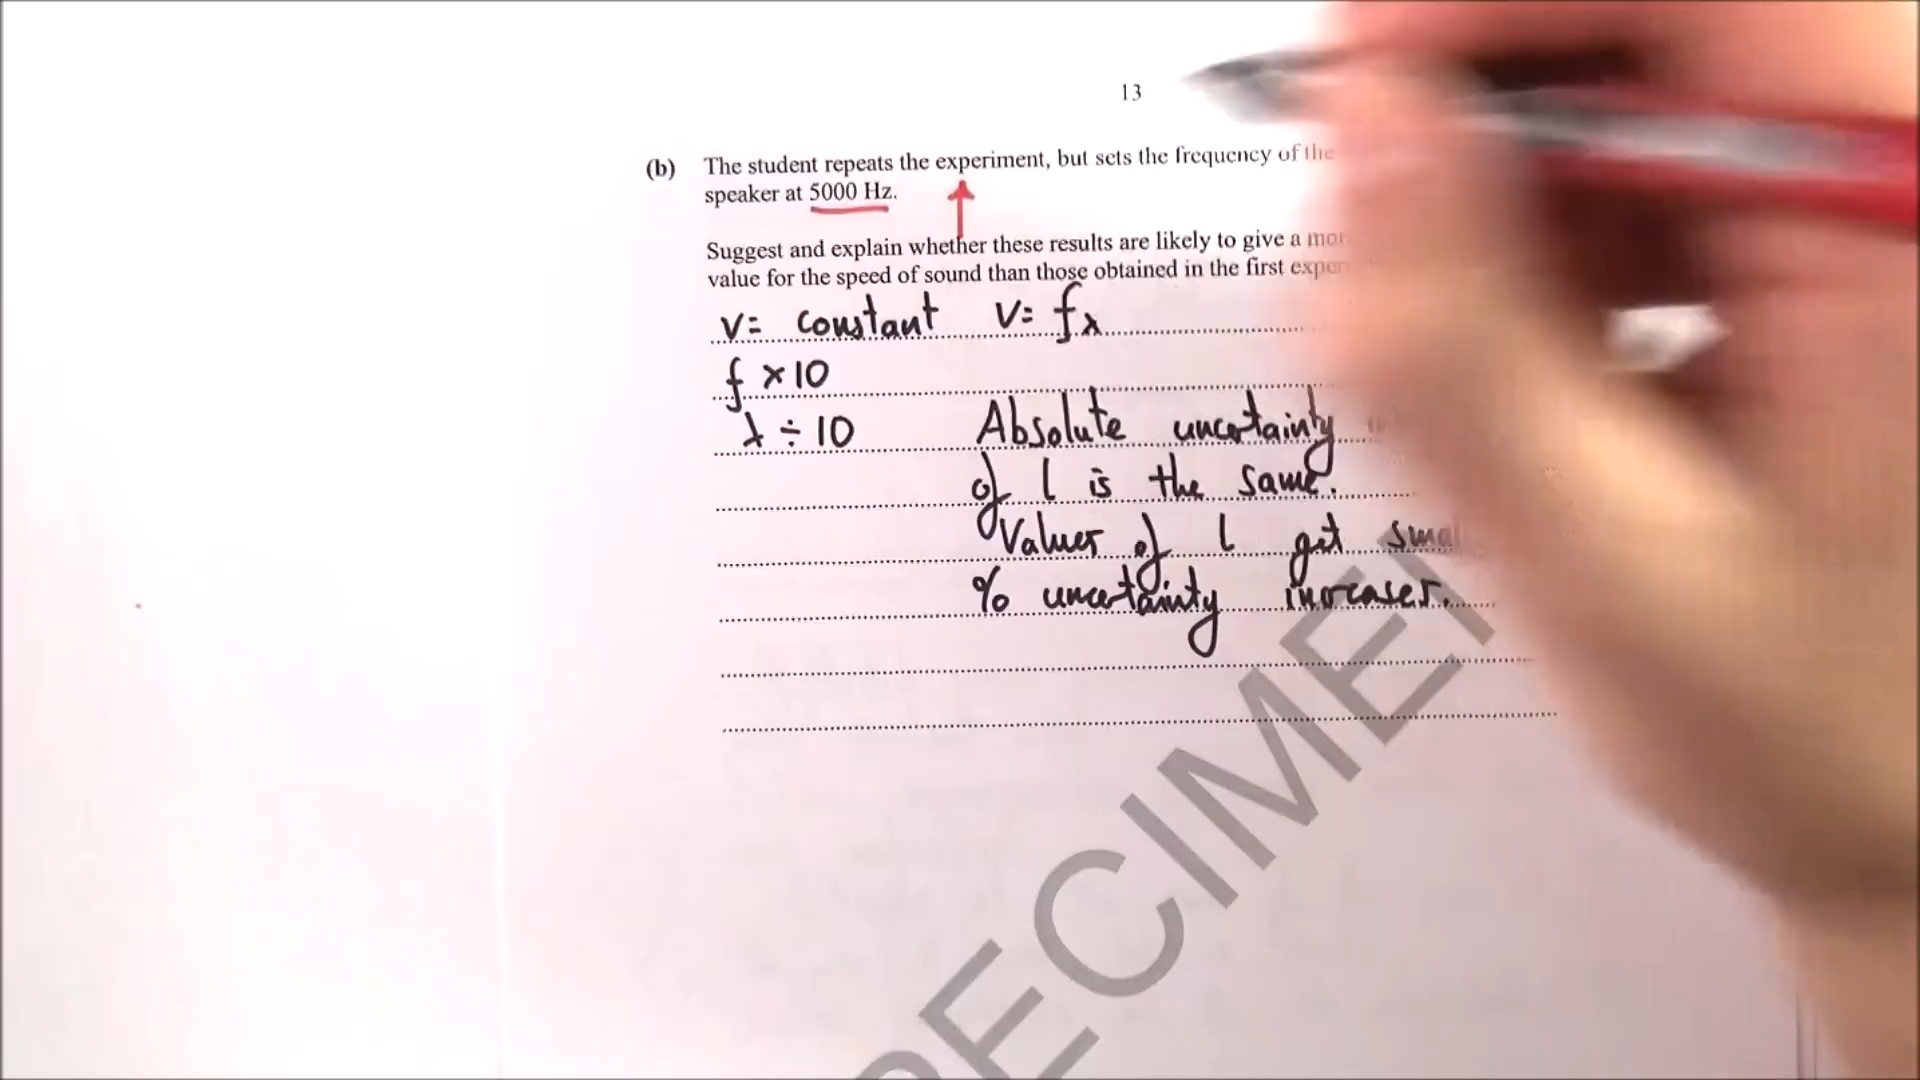 13
(b) The student repeats the experiment, but sets the frequency of the
speaker at 5000 Hz.
Suggest and explain whether these results are likely to give a
value for the speed of sound than those obtained in the first
v= constant v= fλ
f ×10
λ ÷ 10 Absolute uncertainty
of l is the same.
Values of l get
% uncertainty increases.
PECIMEN